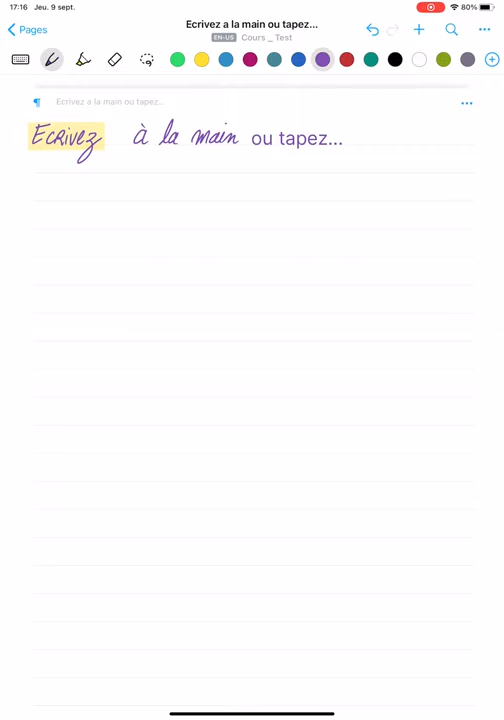 17:16 Jeu. 9 sept. 80%
Pages
Ecrivez a la main ou tapez...
EN-US Cours _ Test
¶ Ecrivez a la main ou tapez...
Ecrivez à la main ou tapez...